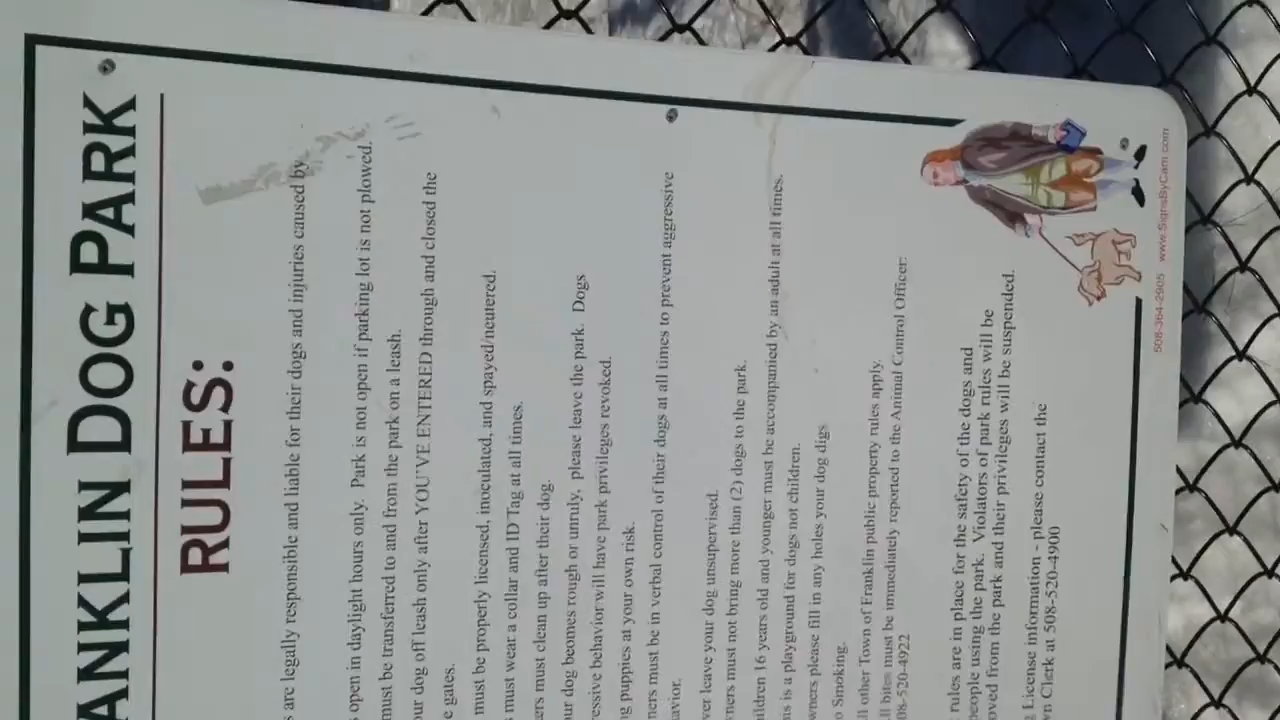 ANKLIN DOG PARK
RULES:
are legally responsible and liable for their dogs and injuries caused by
open in daylight hours only. Park is not open if parking lot is not plowed.
must be transferred to and from the park on a leash.
our dog off leash only after YOU'VE ENTERED through and closed the
gates.
must be properly licensed, inoculated, and spayed/neutered.
must wear a collar and ID Tag at all times.
ers must clean up after their dog.
our dog becomes rough or unruly, please leave the park. Dogs
ressive behavior will have park privileges revoked.
ng puppies at your own risk.
ners must be in verbal control of their dogs at all times to prevent aggressive
avior.
ver leave your dog unsupervised.
ners must not bring more than (2) dogs to the park.
ildren 16 years old and younger must be accompanied by an adult at all times.
is is a playground for dogs not children.
wners please fill in any holes your dog digs
o Smoking.
ll other Town of Franklin public property rules apply.
ll bites must be immediately reported to the Animal Control Officer:
08-520-4922
rules are in place for the safety of the dogs and
people using the park. Violators of park rules will be
oved from the park and their privileges will be suspended.
License information - please contact the
n Clerk at 508-520-4900
508-364-2905 www.SignsByCam.com